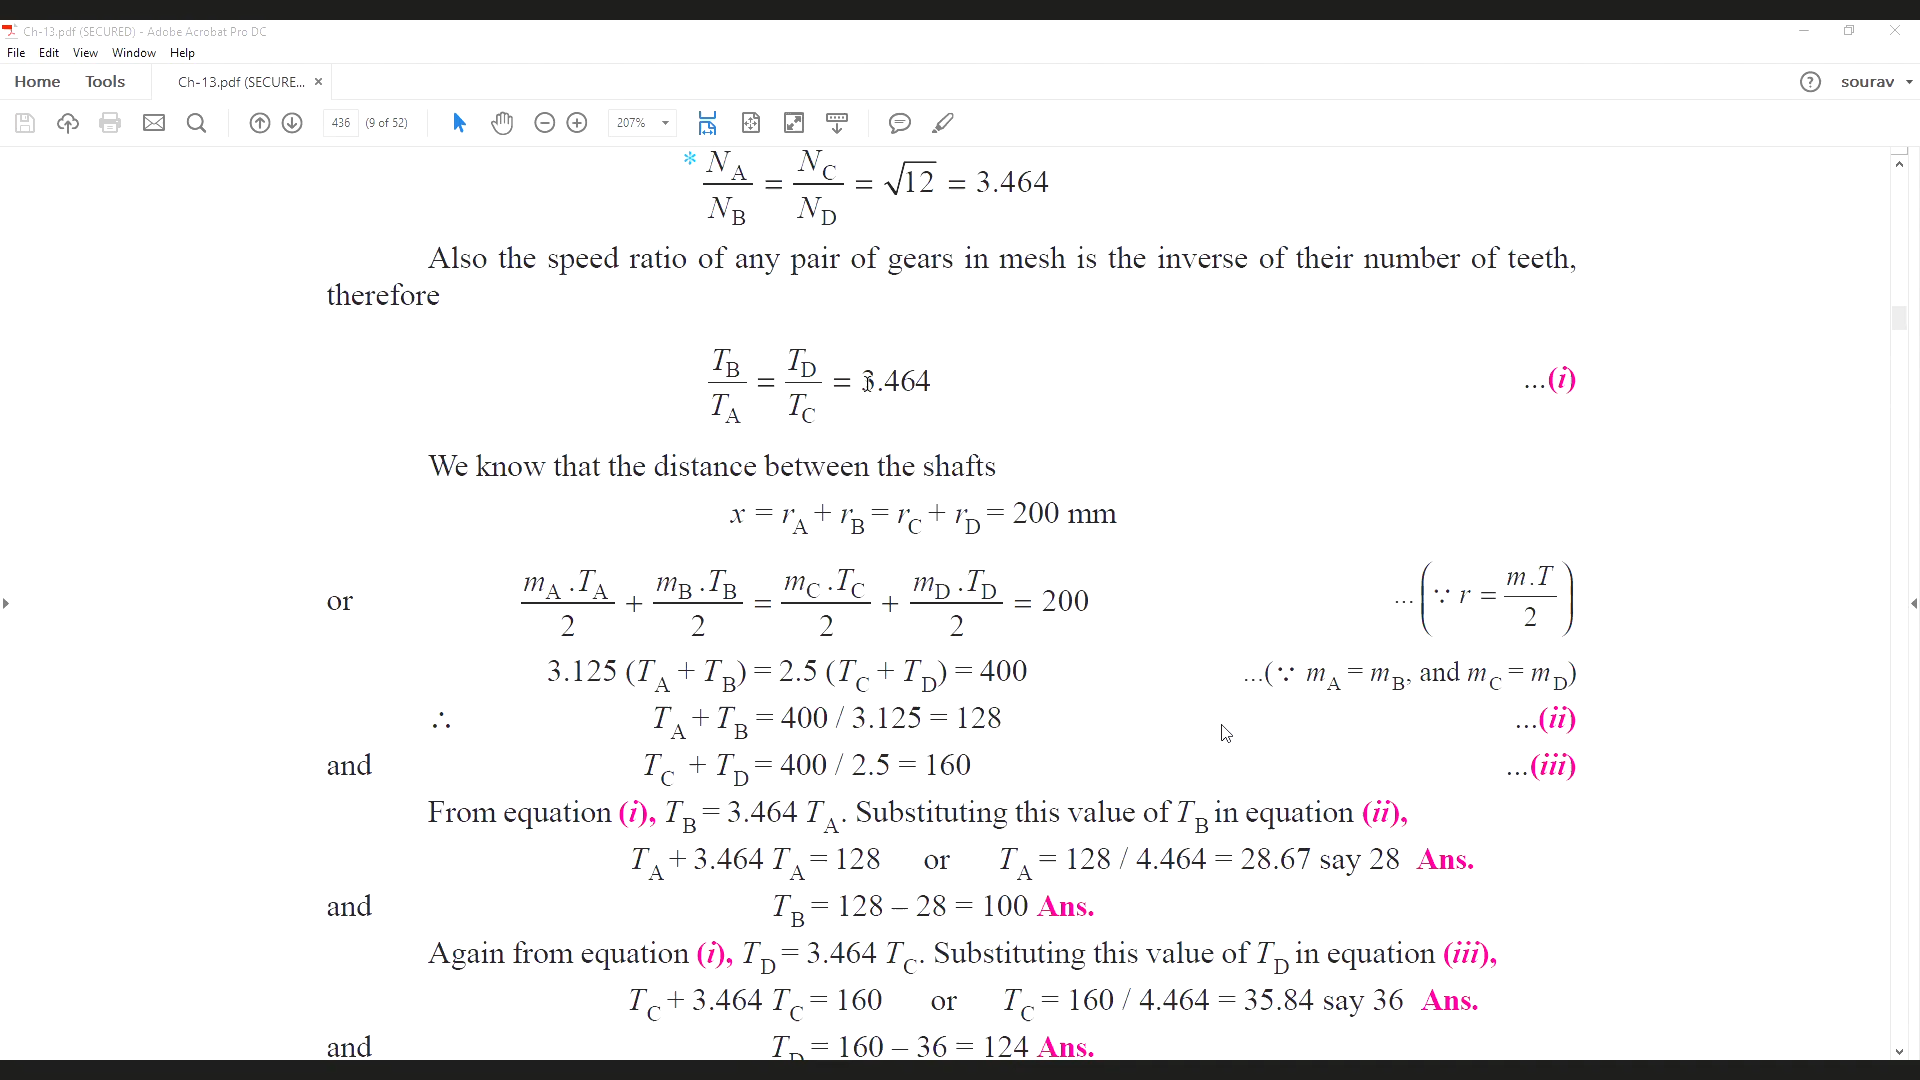 Ch-13.pdf (SECURED) - Adobe Acrobat Pro DC
File Edit View Window Help
Home Tools Ch-13.pdf (SECURE... × ? sourav
436 (9 of 52) 207%
* N_A / N_B = N_C / N_D = √12 = 3.464
Also the speed ratio of any pair of gears in mesh is the inverse of their number of teeth,
therefore
T_B / T_A = T_D / T_C = 3.464 ...(i)
We know that the distance between the shafts
x = r_A + r_B = r_C + r_D = 200 mm
or m_A.T_A / 2 + m_B.T_B / 2 = m_C.T_C / 2 + m_D.T_D / 2 = 200 ...(∵ r = m.T / 2)
3.125 (T_A + T_B) = 2.5 (T_C + T_D) = 400 ...(∵ m_A = m_B, and m_C = m_D)
∴ T_A + T_B = 400 / 3.125 = 128 ...(ii)
and T_C + T_D = 400 / 2.5 = 160 ...(iii)
From equation (i), T_B = 3.464 T_A. Substituting this value of T_B in equation (ii),
T_A + 3.464 T_A = 128 or T_A = 128 / 4.464 = 28.67 say 28 Ans.
and T_B = 128 – 28 = 100 Ans.
Again from equation (i), T_D = 3.464 T_C. Substituting this value of T_D in equation (iii),
T_C + 3.464 T_C = 160 or T_C = 160 / 4.464 = 35.84 say 36 Ans.
and T_D = 160 – 36 = 124 Ans.